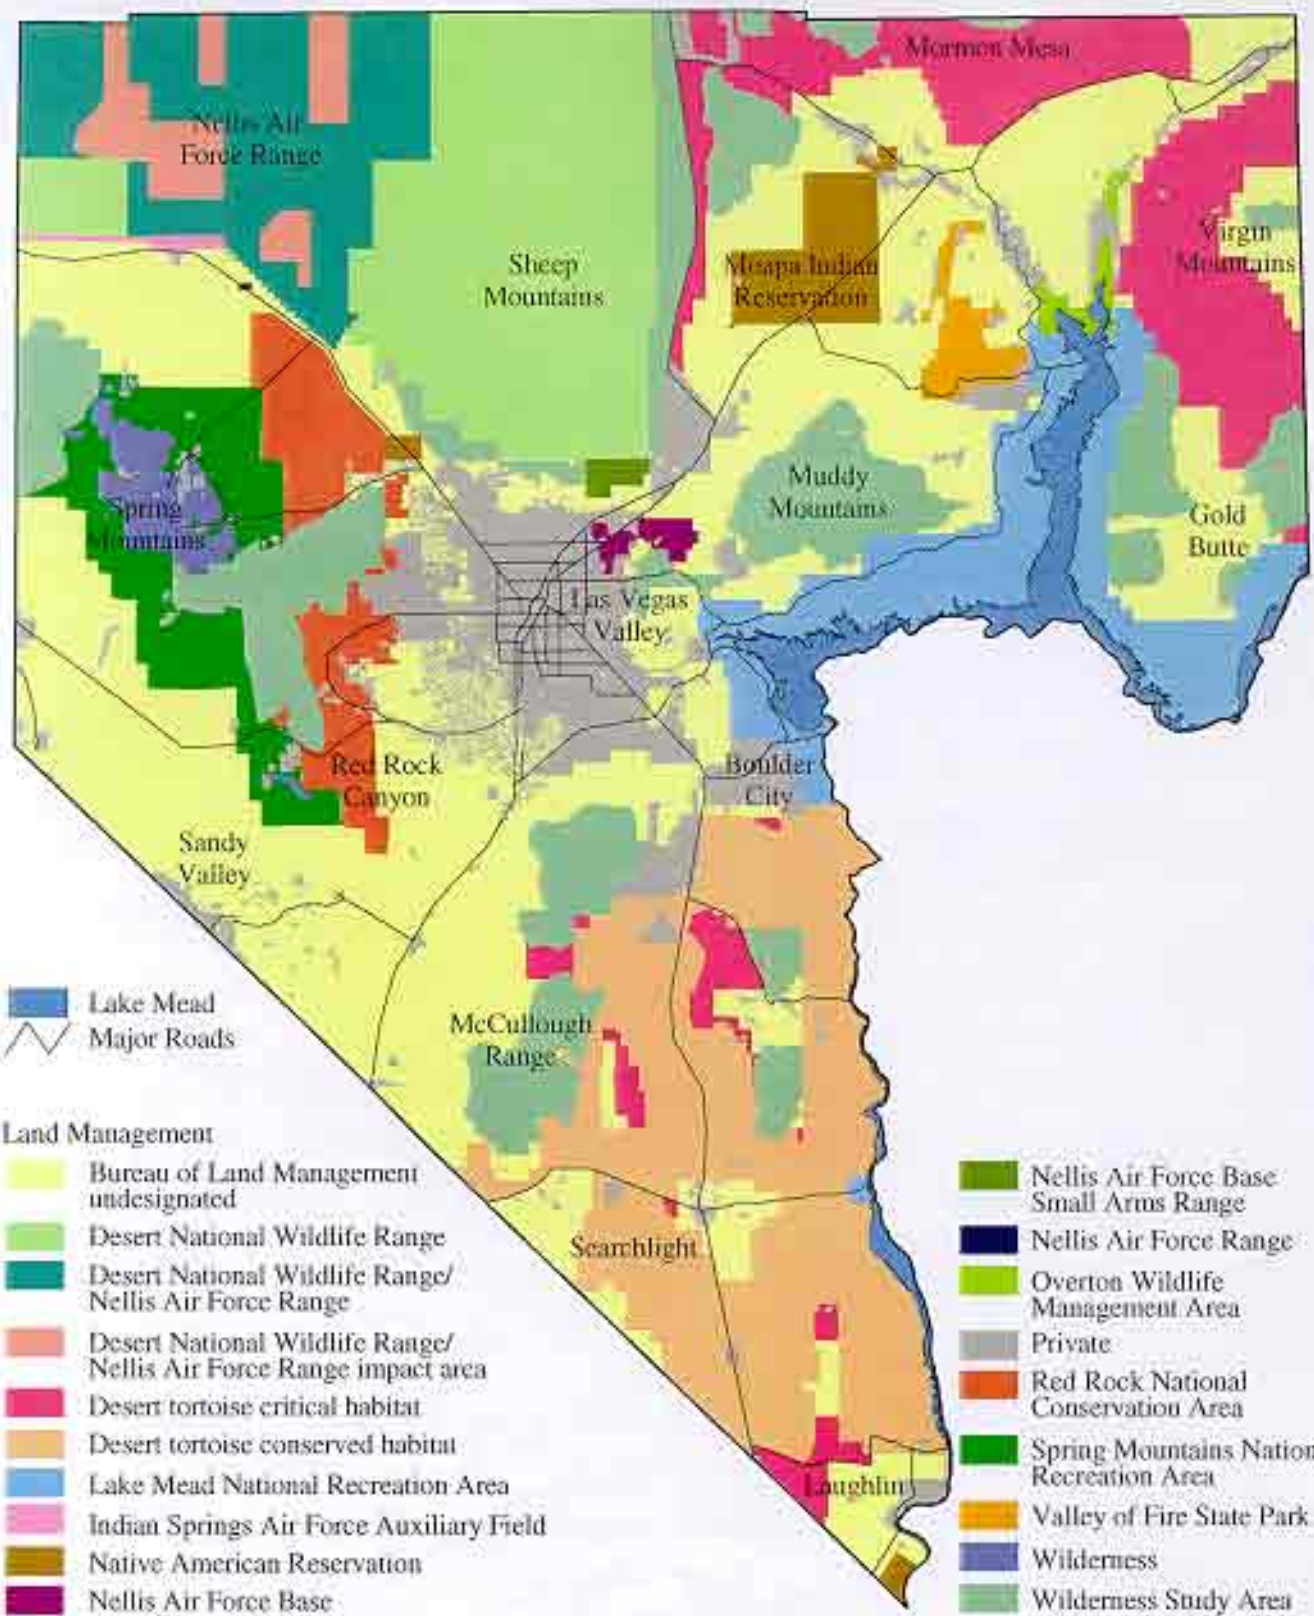 Mormon Mesa
Nellis Air
Force Range
Sheep
Mountains
Moapa Indian
Reservation
Virgin
Mountains
Spring
Mountains
Muddy
Mountains
Gold
Butte
Las Vegas
Valley
Red Rock
Canyon
Boulder
City
Sandy
Valley
McCullough
Range
Searchlight
Laughlin
Lake Mead
Major Roads
Land Management
Bureau of Land Management
undesignated
Desert National Wildlife Range
Desert National Wildlife Range/
Nellis Air Force Range
Desert National Wildlife Range/
Nellis Air Force Range impact area
Desert tortoise critical habitat
Desert tortoise conserved habitat
Lake Mead National Recreation Area
Indian Springs Air Force Auxiliary Field
Native American Reservation
Nellis Air Force Base
Nellis Air Force Base
Small Arms Range
Nellis Air Force Range
Overton Wildlife
Management Area
Private
Red Rock National
Conservation Area
Spring Mountains Nation
Recreation Area
Valley of Fire State Park
Wilderness
Wilderness Study Area